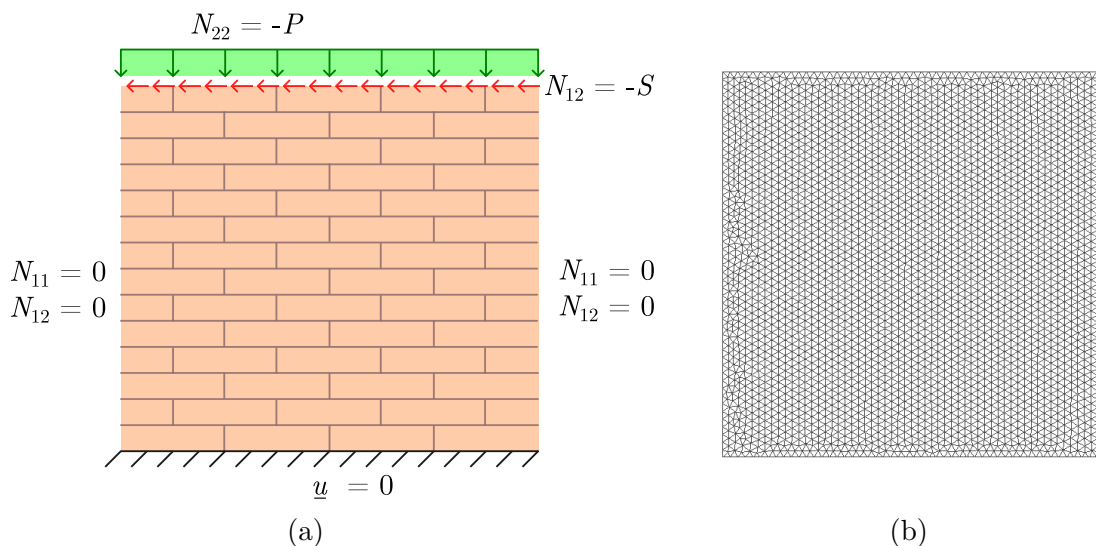 N₂₂ = -P
N₁₂ = -S
N₁₁ = 0
N₁₂ = 0
N₁₁ = 0
N₁₂ = 0
u = 0
(a)
(b)